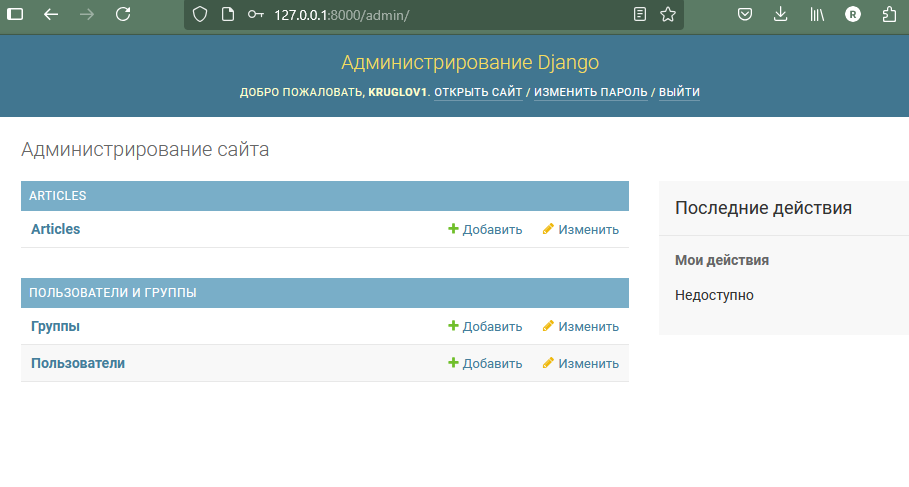 127.0.0.1:8000/admin/
R
Администрирование Django
ДОБРО ПОЖАЛОВАТЬ, KRUGLOV1. ОТКРЫТЬ САЙТ / ИЗМЕНИТЬ ПАРОЛЬ / ВЫЙТИ
Администрирование сайта
ARTICLES
Articles Добавить Изменить
ПОЛЬЗОВАТЕЛИ И ГРУППЫ
Группы Добавить Изменить
Пользователи Добавить Изменить
Последние действия
Мои действия
Недоступно